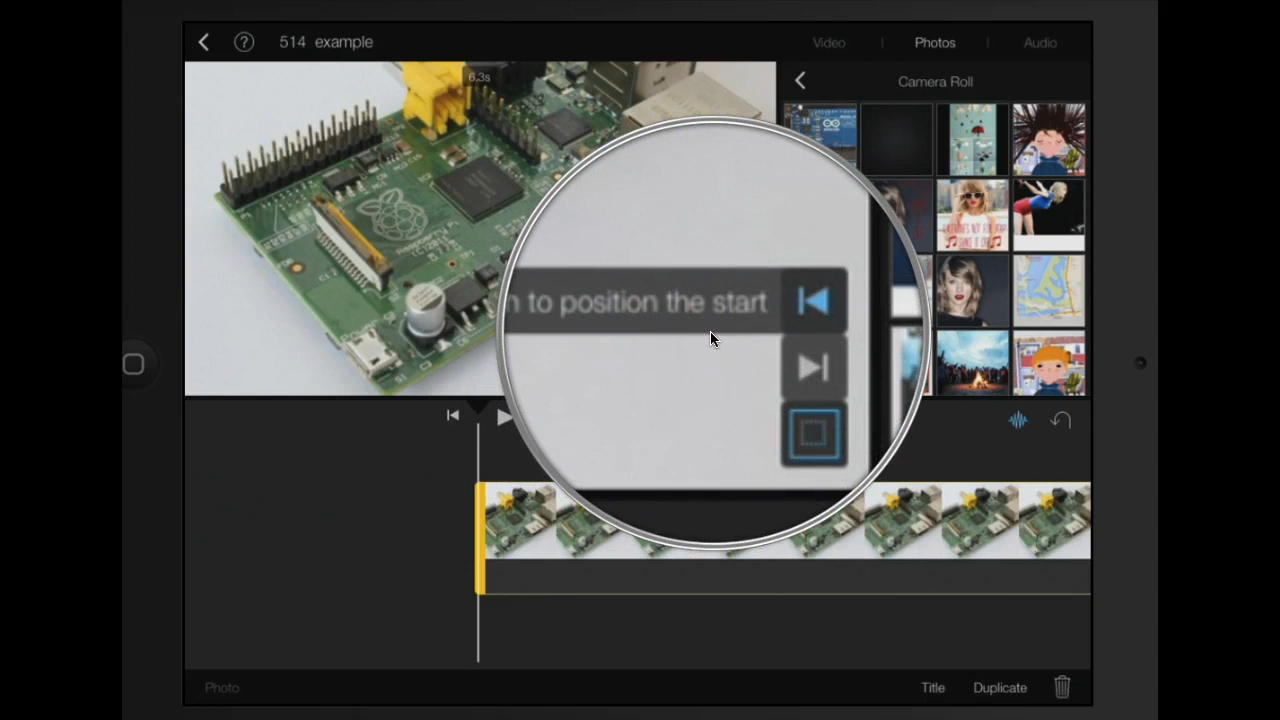 514 example
Video
Photos
Audio
6.3s
Camera Roll
to position the start
Photo
Title
Duplicate